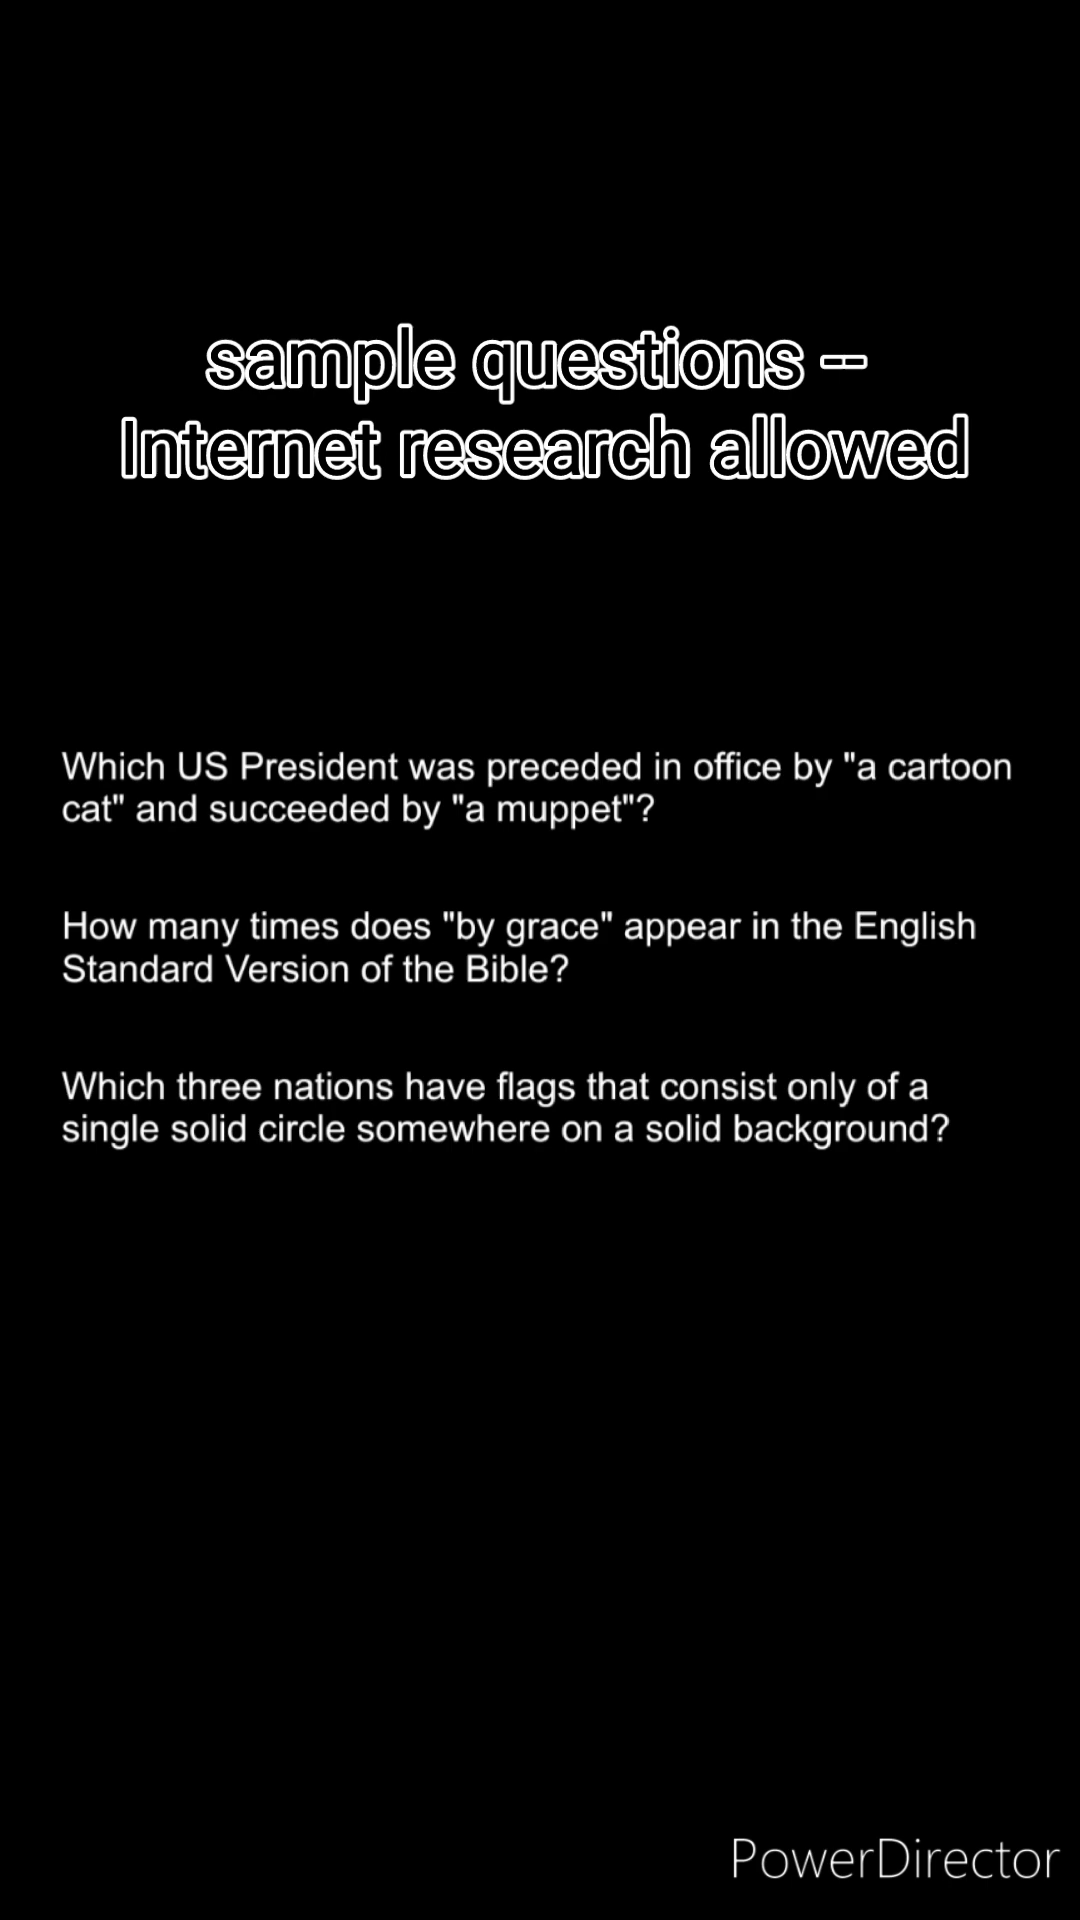 sample questions --
Internet research allowed
Which US President was preceded in office by "a cartoon
cat" and succeeded by "a muppet"?
How many times does "by grace" appear in the English
Standard Version of the Bible?
Which three nations have flags that consist only of a
single solid circle somewhere on a solid background?
PowerDirector